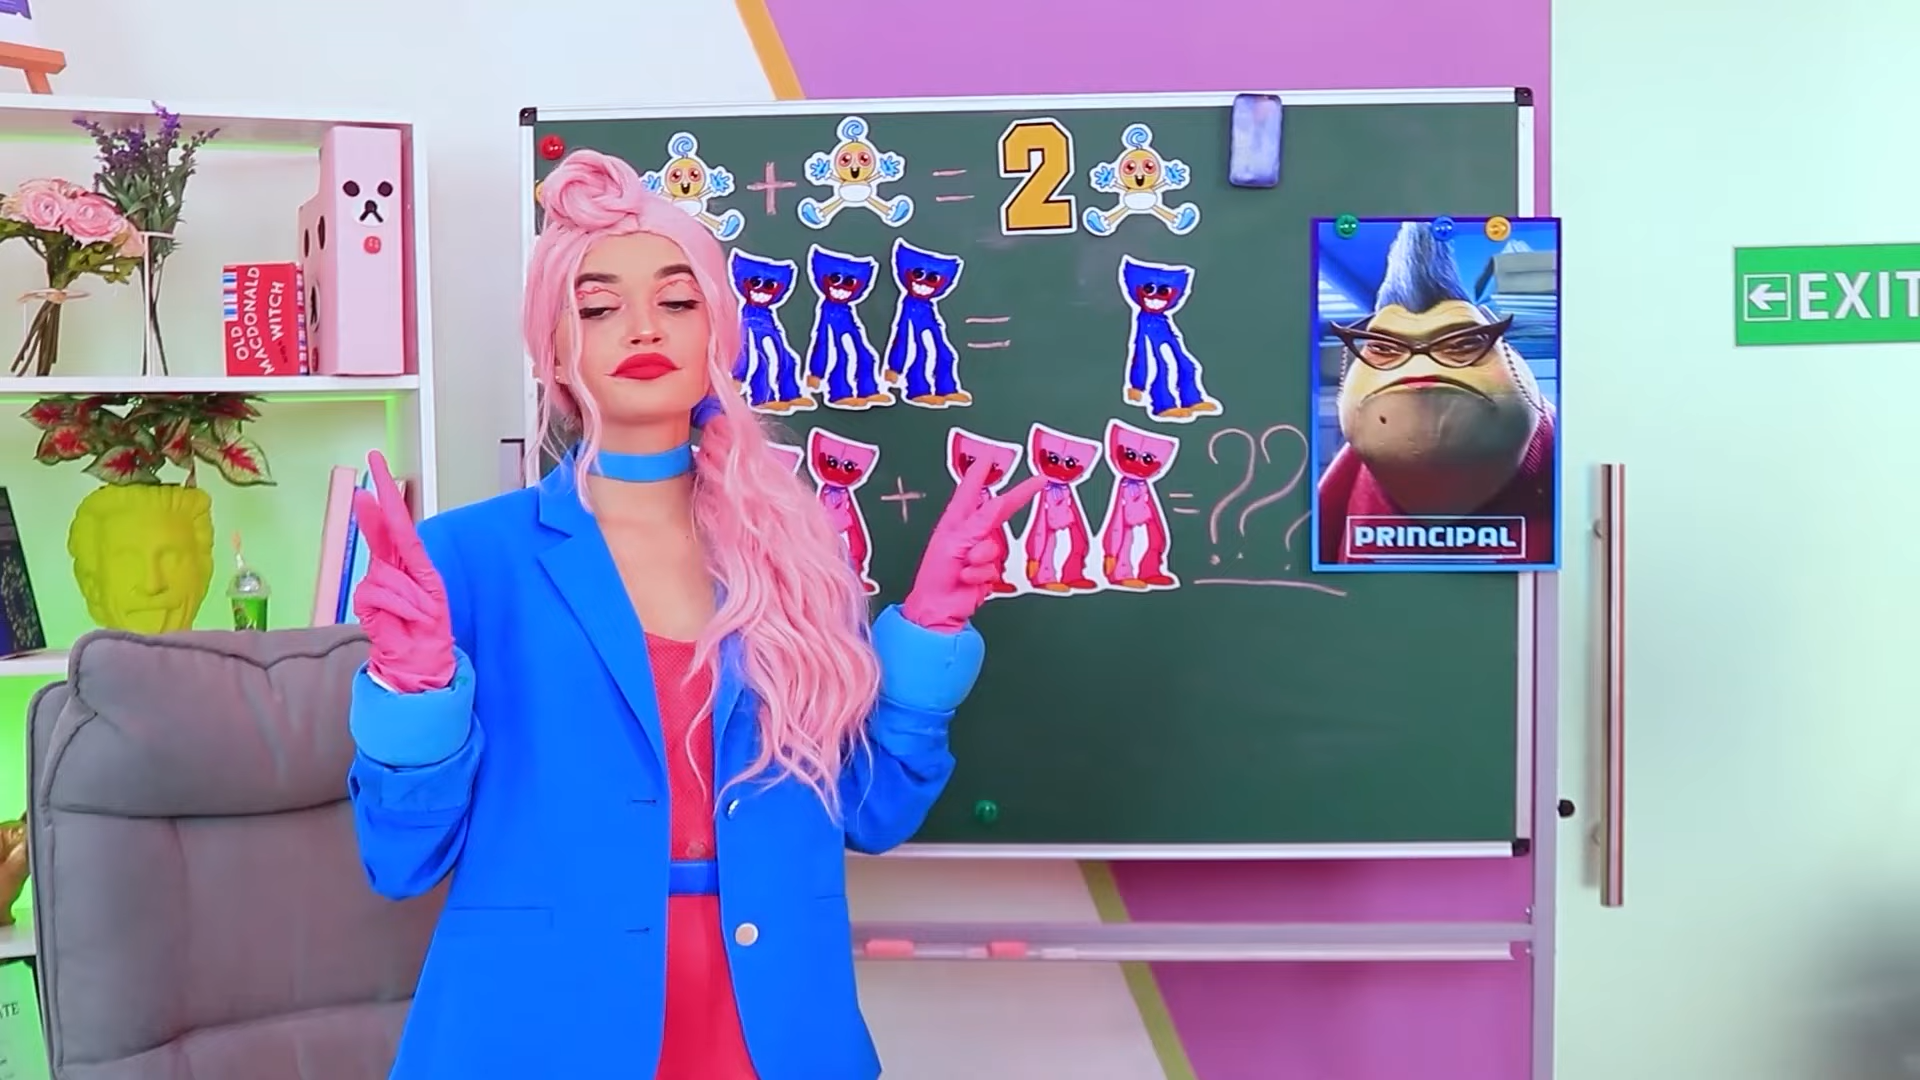 + = 2
=
+ = ???
PRINCIPAL
EXIT
OLD
MACDONALD
WITCH